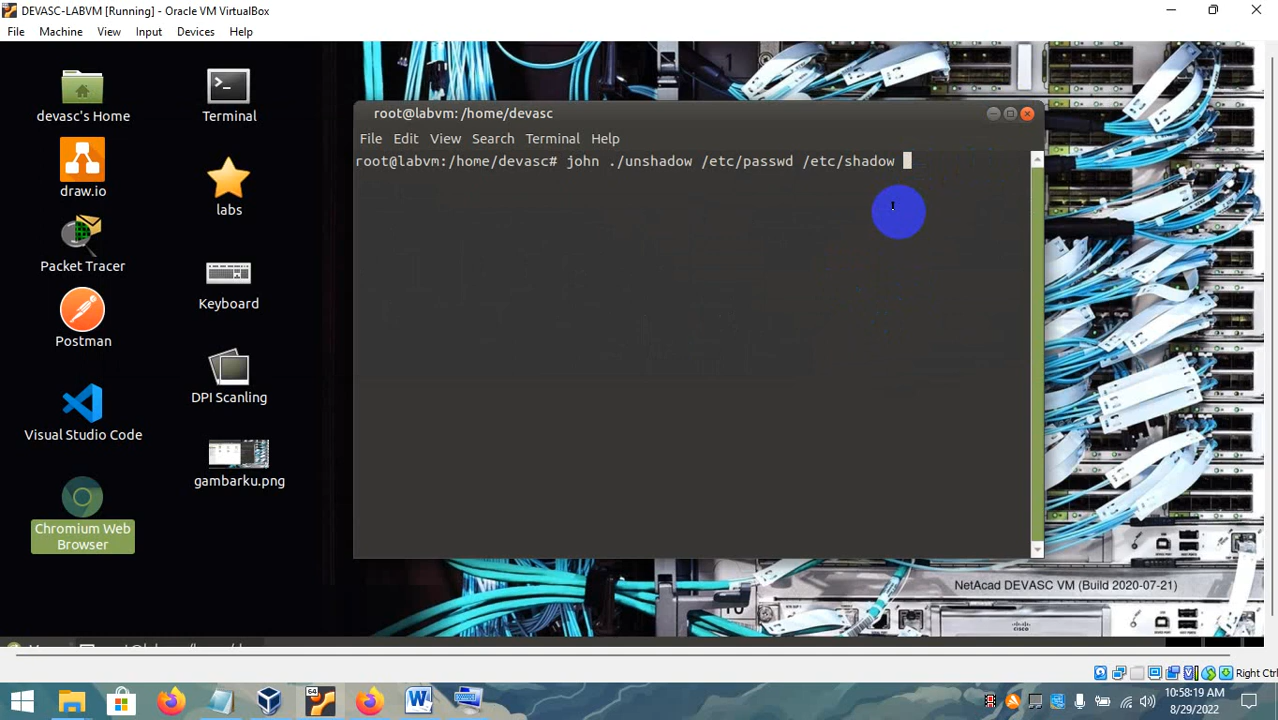 DEVASC-LABVM [Running] - Oracle VM VirtualBox
File Machine View Input Devices Help
devasc's Home
Terminal
draw.io
labs
Packet Tracer
Keyboard
Postman
DPI Scanling
Visual Studio Code
gambarku.png
Chromium Web
Browser
root@labvm: /home/devasc
File Edit View Search Terminal Help
root@labvm:/home/devasc# john ./unshadow /etc/passwd /etc/shadow
NetAcad DEVASC VM (Build 2020-07-21)
CISCO
Right Ctrl
64
10:58:19 AM
8/29/2022